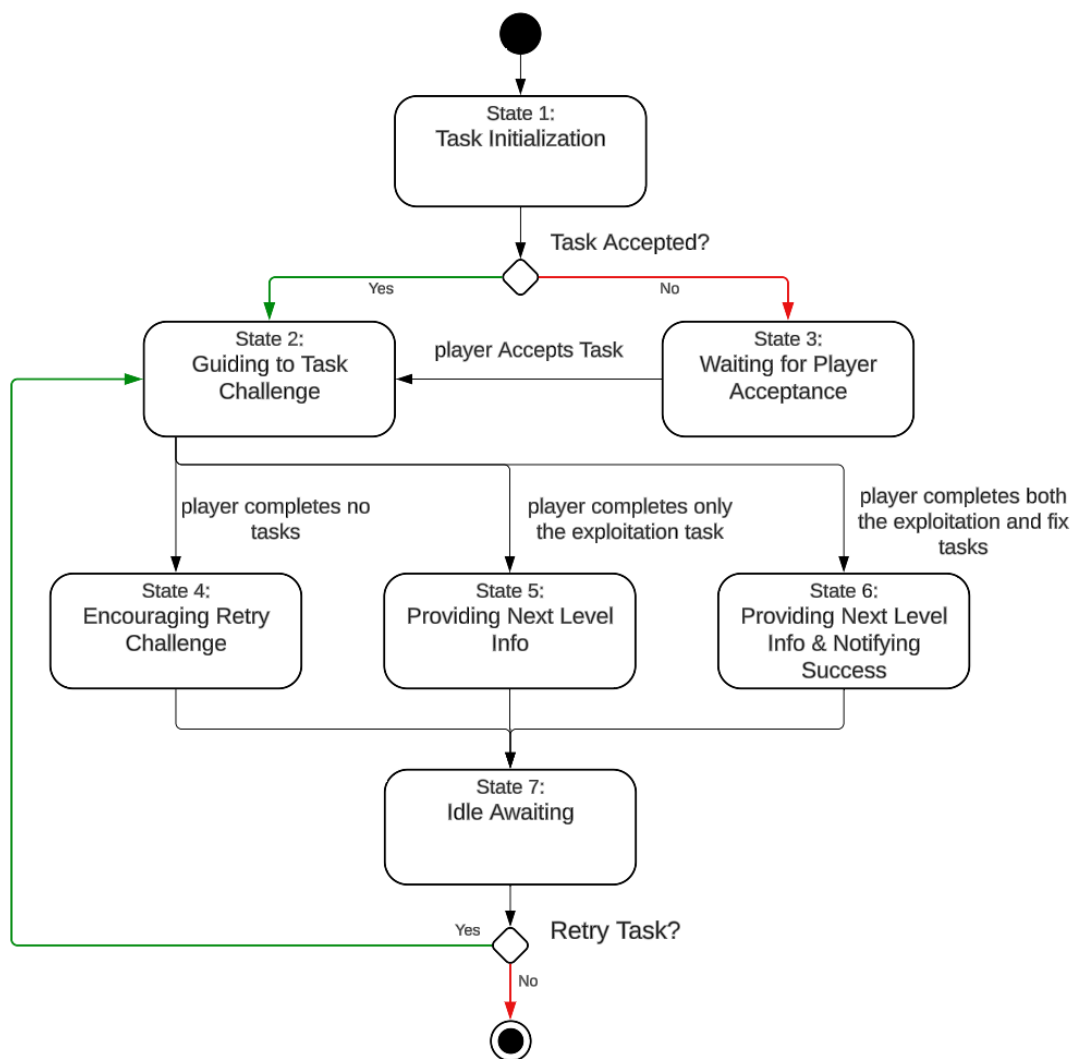 State 1:
Task Initialization
Task Accepted?
Yes
No
State 2:
Guiding to Task
Challenge
player Accepts Task
State 3:
Waiting for Player
Acceptance
player completes no
tasks
player completes only
the exploitation task
player completes both
the exploitation and fix
tasks
State 4:
Encouraging Retry
Challenge
State 5:
Providing Next Level
Info
State 6:
Providing Next Level
Info & Notifying
Success
State 7:
Idle Awaiting
Yes
Retry Task?
No